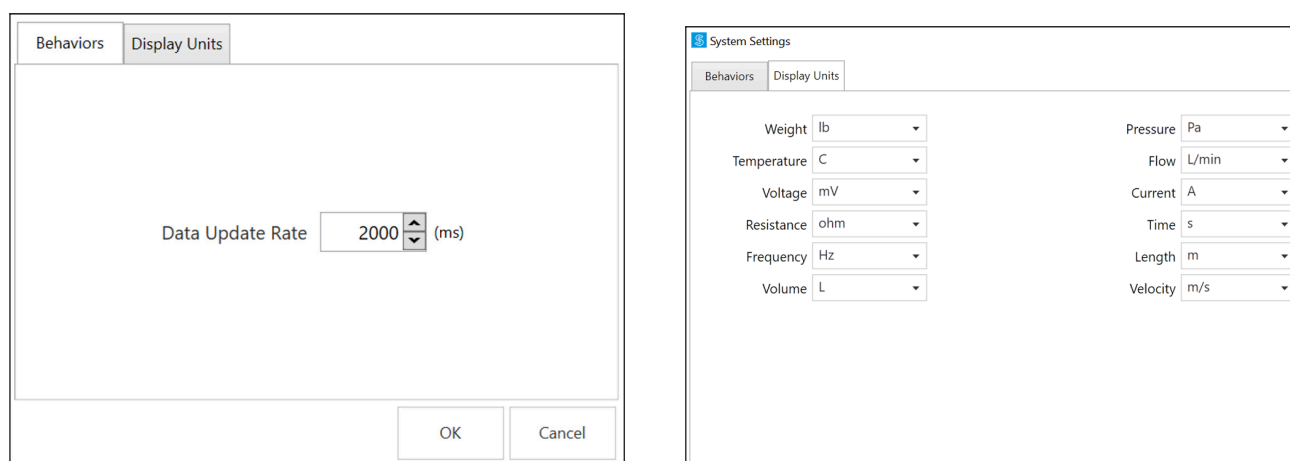 Behaviors Display Units
Data Update Rate 2000 (ms)
OK Cancel
System Settings
Behaviors Display Units
Weight lb Pressure Pa
Temperature C Flow L/min
Voltage mV Current A
Resistance ohm Time s
Frequency Hz Length m
Volume L Velocity m/s